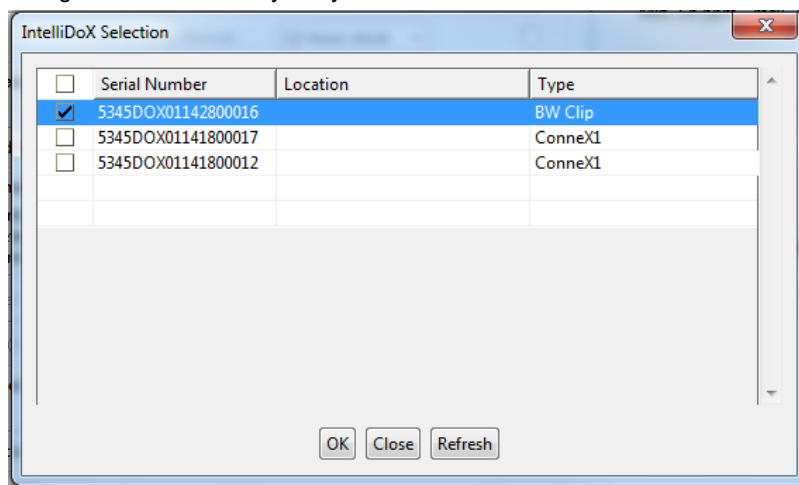 IntelliDoX Selection
Serial Number Location Type
5345DOX01142800016 BW Clip
5345DOX01141800017 ConneX1
5345DOX01141800012 ConneX1
OK Close Refresh